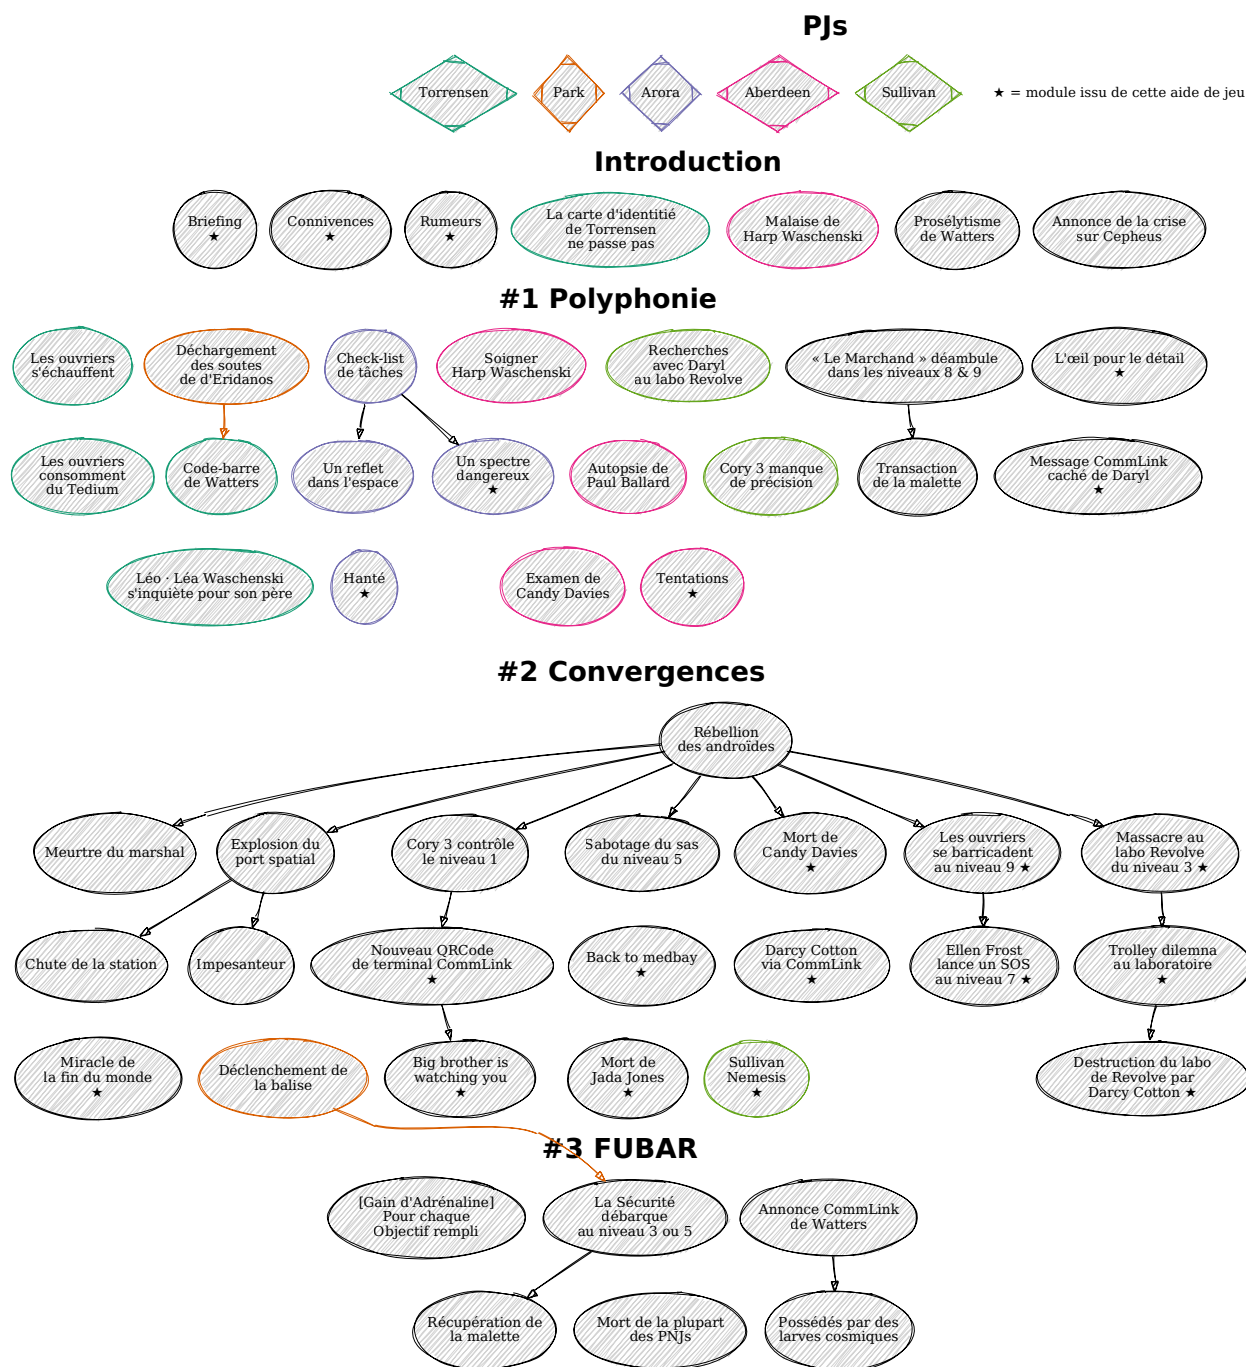 PJs
Torrensen
Park
Arora
Aberdeen
Sullivan
★ = module issu de cette aide de jeu
Introduction
Briefing
★
Connivences
★
Rumeurs
★
La carte d'identitié
de Torrensen
ne passe pas
Malaise de
Harp Waschenski
Prosélytisme
de Watters
Annonce de la crise
sur Cepheus
#1 Polyphonie
Les ouvriers
s'échauffent
Déchargement
des soutes
de d'Eridanos
Check-list
de tâches
Soigner
Harp Waschenski
Recherches
avec Daryl
au labo Revolve
« Le Marchand » déambule
dans les niveaux 8 & 9
L'œil pour le détail
★
Les ouvriers
consomment
du Tedium
Code-barre
de Watters
Un reflet
dans l'espace
Un spectre
dangereux
★
Autopsie de
Paul Ballard
Cory 3 manque
de précision
Transaction
de la malette
Message CommLink
caché de Daryl
★
Léo · Léa Waschenski
s'inquiète pour son père
Hanté
★
Examen de
Candy Davies
Tentations
★
#2 Convergences
Rébellion
des androïdes
Meurtre du marshal
Explosion du
port spatial
Cory 3 contrôle
le niveau 1
Sabotage du sas
du niveau 5
Mort de
Candy Davies
★
Les ouvriers
se barricadent
au niveau 9 ★
Massacre au
labo Revolve
du niveau 3 ★
Chute de la station
Impesanteur
Nouveau QRCode
de terminal CommLink
★
Back to medbay
★
Darcy Cotton
via CommLink
★
Ellen Frost
lance un SOS
au niveau 7 ★
Trolley dilemna
au laboratoire
★
Miracle de
la fin du monde
★
Déclenchement de
la balise
Big brother is
watching you
★
Mort de
Jada Jones
★
Sullivan
Nemesis
★
Destruction du labo
de Revolve par
Darcy Cotton ★
#3 FUBAR
[Gain d'Adrénaline]
Pour chaque
Objectif rempli
La Sécurité
débarque
au niveau 3 ou 5
Annonce CommLink
de Watters
Récupération de
la malette
Mort de la plupart
des PNJs
Possédés par des
larves cosmiques